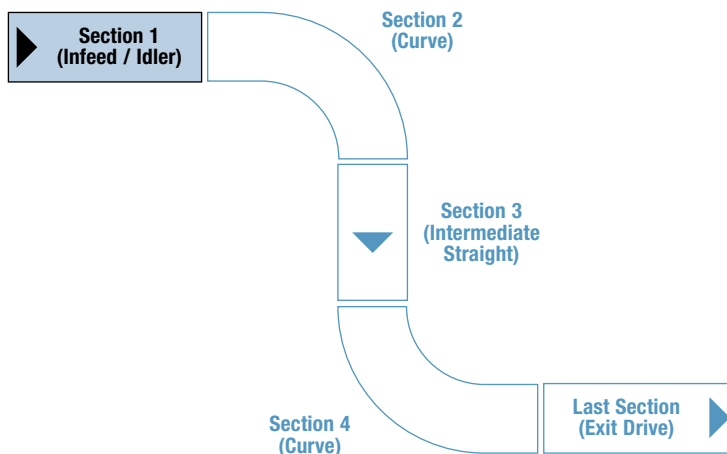 Section 1
(Infeed / Idler)
Section 2
(Curve)
Section 3
(Intermediate
Straight)
Section 4
(Curve)
Last Section
(Exit Drive)